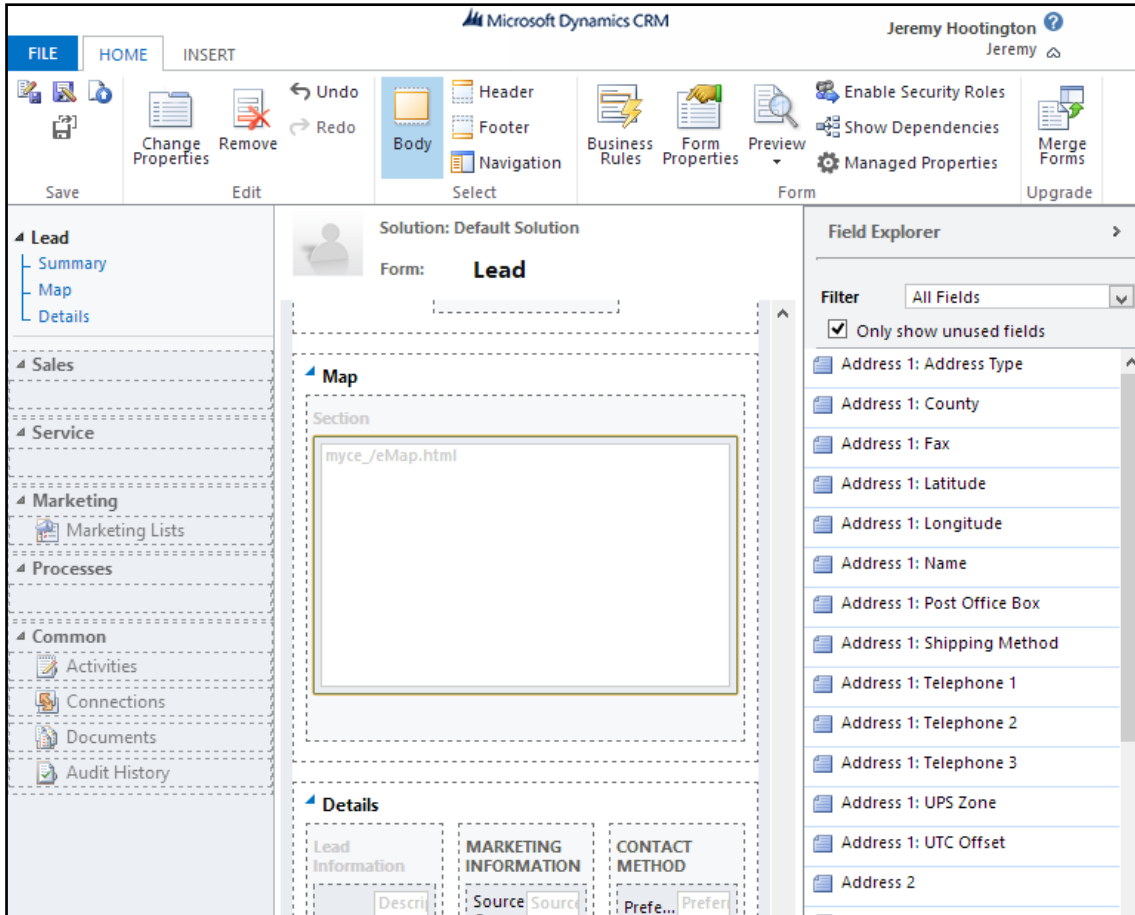 Microsoft Dynamics CRM
Jeremy Hootington
Jeremy
FILE
HOME
INSERT
Change Properties
Remove
Undo
Redo
Body
Header
Footer
Navigation
Business Rules
Form Properties
Preview
Enable Security Roles
Show Dependencies
Managed Properties
Merge Forms
Save
Edit
Select
Form
Upgrade
Lead
Summary
Map
Details
Sales
Service
Marketing
Marketing Lists
Processes
Common
Activities
Connections
Documents
Audit History
Solution: Default Solution
Form: Lead
Map
Section
myce_/eMap.html
Details
Lead Information
MARKETING INFORMATION
CONTACT METHOD
Descri
Source Source
Prefe... Prefer
Field Explorer
Filter All Fields
Only show unused fields
Address 1: Address Type
Address 1: County
Address 1: Fax
Address 1: Latitude
Address 1: Longitude
Address 1: Name
Address 1: Post Office Box
Address 1: Shipping Method
Address 1: Telephone 1
Address 1: Telephone 2
Address 1: Telephone 3
Address 1: UPS Zone
Address 1: UTC Offset
Address 2